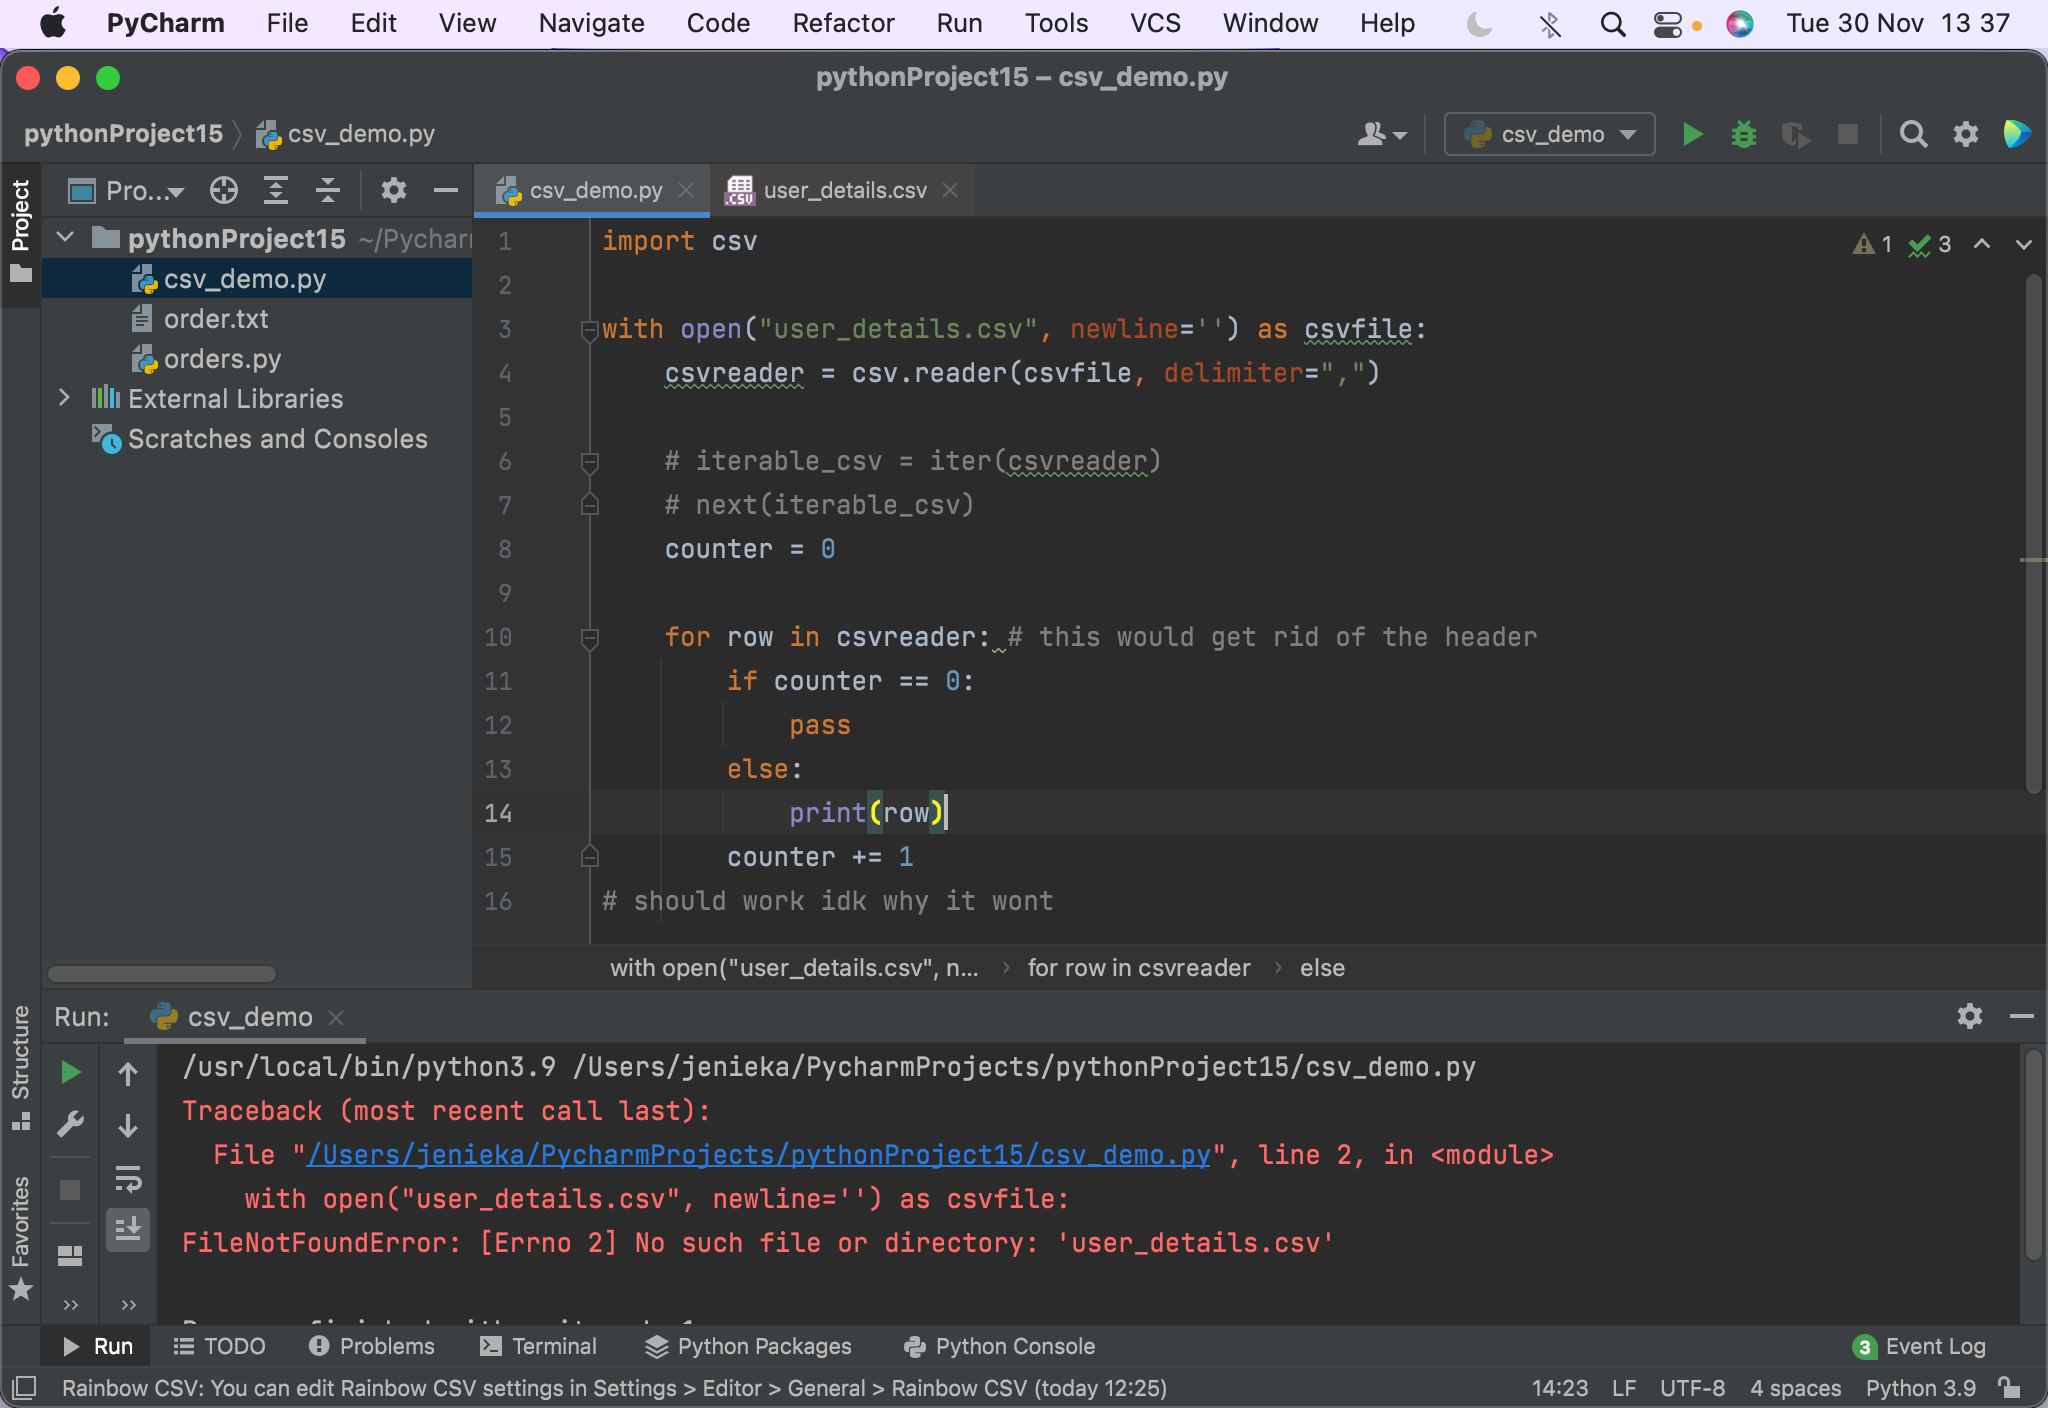 PyCharm File Edit View Navigate Code Refactor Run Tools VCS Window Help Tue 30 Nov 13 37
pythonProject15 – csv_demo.py
pythonProject15 csv_demo.py csv_demo
Project
Pro... csv_demo.py user_details.csv
pythonProject15 ~/Pychar
csv_demo.py
order.txt
orders.py
External Libraries
Scratches and Consoles
1 import csv 1 3
2
3 with open("user_details.csv", newline='') as csvfile:
4 csvreader = csv.reader(csvfile, delimiter=",")
5
6 # iterable_csv = iter(csvreader)
7 # next(iterable_csv)
8 counter = 0
9
10 for row in csvreader: # this would get rid of the header
11 if counter == 0:
12 pass
13 else:
14 print(row)
15 counter += 1
16 # should work idk why it wont
with open("user_details.csv", n... › for row in csvreader › else
Run: csv_demo
Structure
Favorites
/usr/local/bin/python3.9 /Users/jenieka/PycharmProjects/pythonProject15/csv_demo.py
Traceback (most recent call last):
File "/Users/jenieka/PycharmProjects/pythonProject15/csv_demo.py", line 2, in <module>
with open("user_details.csv", newline='') as csvfile:
FileNotFoundError: [Errno 2] No such file or directory: 'user_details.csv'
Run TODO Problems Terminal Python Packages Python Console 3 Event Log
Rainbow CSV: You can edit Rainbow CSV settings in Settings > Editor > General > Rainbow CSV (today 12:25) 14:23 LF UTF-8 4 spaces Python 3.9